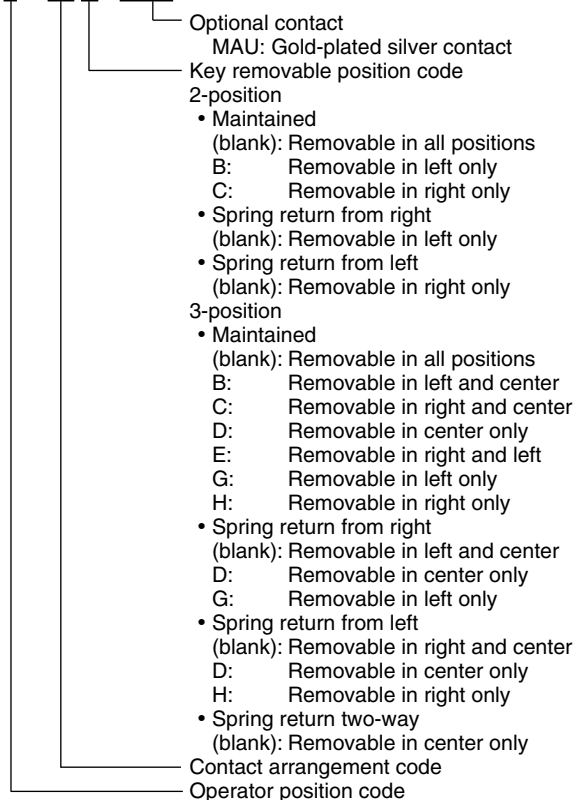 Optional contact
MAU: Gold-plated silver contact
Key removable position code
2-position
• Maintained
(blank): Removable in all positions
B: Removable in left only
C: Removable in right only
• Spring return from right
(blank): Removable in left only
• Spring return from left
(blank): Removable in right only
3-position
• Maintained
(blank): Removable in all positions
B: Removable in left and center
C: Removable in right and center
D: Removable in center only
E: Removable in right and left
G: Removable in left only
H: Removable in right only
• Spring return from right
(blank): Removable in left and center
D: Removable in center only
G: Removable in left only
• Spring return from left
(blank): Removable in right and center
D: Removable in center only
H: Removable in right only
• Spring return two-way
(blank): Removable in center only
Contact arrangement code
Operator position code